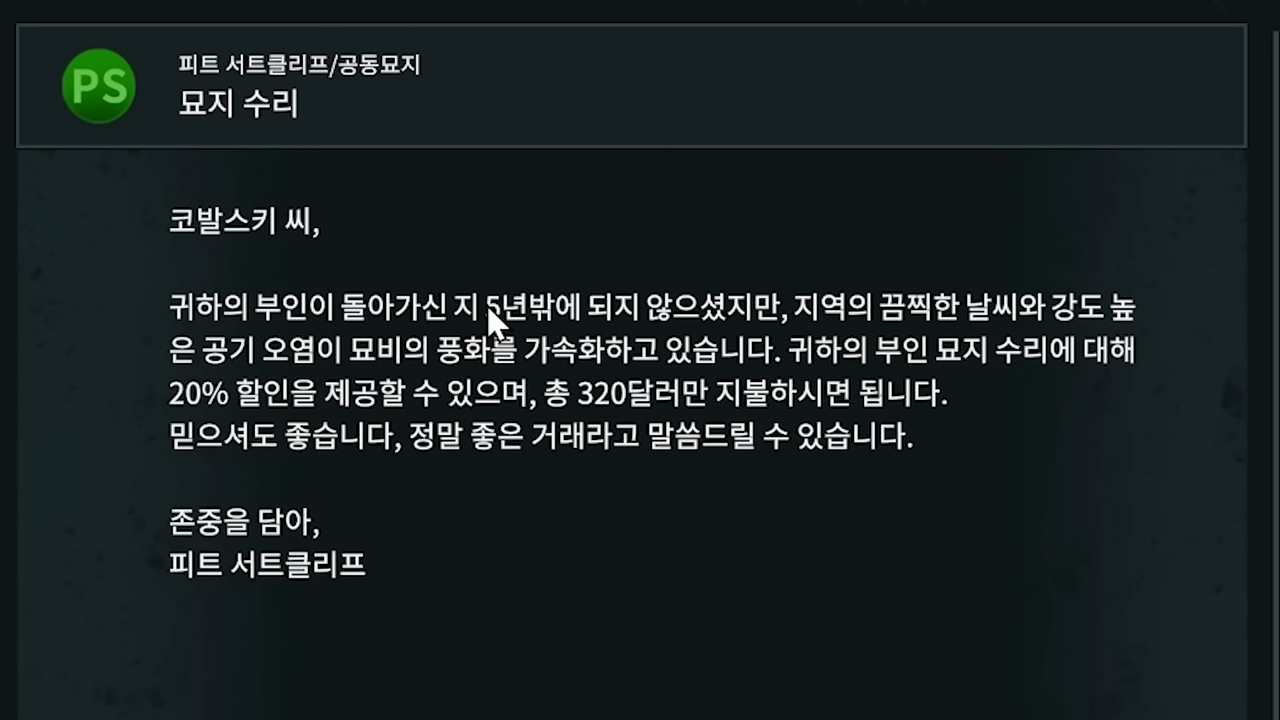 PS
피트 서트클리프/공동묘지
묘지 수리
코발스키 씨,
귀하의 부인이 돌아가신 지 5년밖에 되지 않으셨지만, 지역의 끔찍한 날씨와 강도 높
은 공기 오염이 묘비의 풍화를 가속화하고 있습니다. 귀하의 부인 묘지 수리에 대해
20% 할인을 제공할 수 있으며, 총 320달러만 지불하시면 됩니다.
믿으셔도 좋습니다, 정말 좋은 거래라고 말씀드릴 수 있습니다.
존중을 담아,
피트 서트클리프